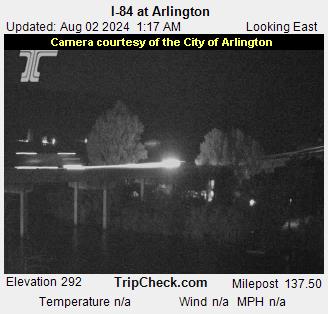 I-84 at Arlington
Updated: Aug 02 2024 1:17 AM Looking East
Camera courtesy of the City of Arlington
Elevation 292 TripCheck.com Milepost 137.50
Temperature n/a Wind n/a MPH n/a